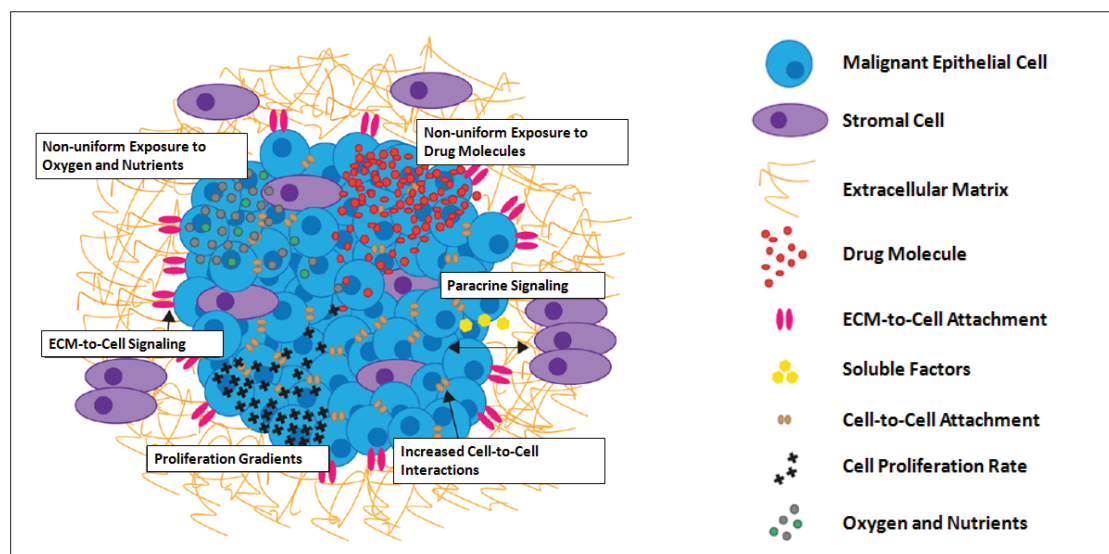 Non-uniform Exposure to
Oxygen and Nutrients
Non-uniform Exposure to
Drug Molecules
Paracrine Signaling
ECM-to-Cell Signaling
Proliferation Gradients
Increased Cell-to-Cell
Interactions
Malignant Epithelial Cell
Stromal Cell
Extracellular Matrix
Drug Molecule
ECM-to-Cell Attachment
Soluble Factors
Cell-to-Cell Attachment
Cell Proliferation Rate
Oxygen and Nutrients